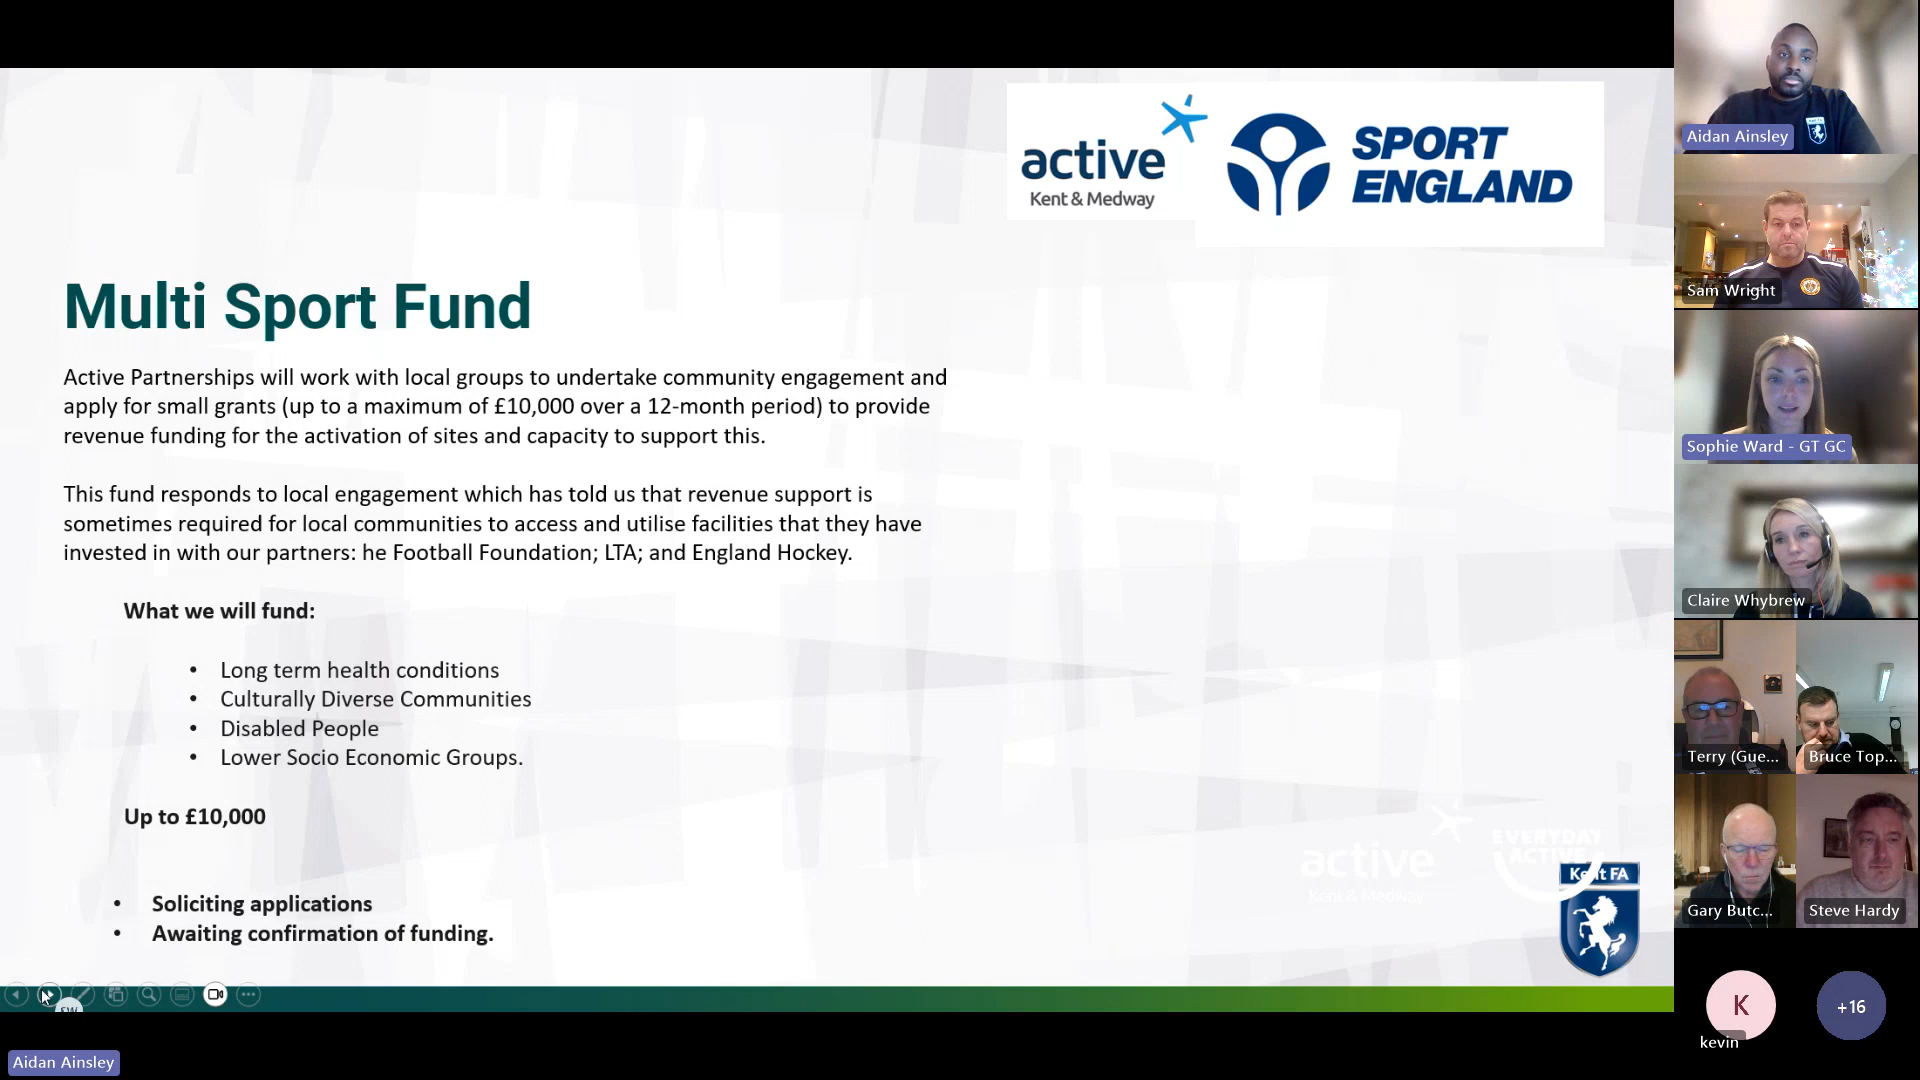 active
Kent & Medway
SPORT
ENGLAND
Multi Sport Fund
Active Partnerships will work with local groups to undertake community engagement and
apply for small grants (up to a maximum of £10,000 over a 12-month period) to provide
revenue funding for the activation of sites and capacity to support this.
This fund responds to local engagement which has told us that revenue support is
sometimes required for local communities to access and utilise facilities that they have
invested in with our partners: he Football Foundation; LTA; and England Hockey.
What we will fund:
• Long term health conditions
• Culturally Diverse Communities
• Disabled People
• Lower Socio Economic Groups.
Up to £10,000
• Soliciting applications
• Awaiting confirmation of funding.
active
Kent & Medway
EVERYDAY
ACTIVE
Kent FA
SW
Aidan Ainsley
Aidan Ainsley
Sam Wright
Sophie Ward - GT GC
Claire Whybrew
Terry (Gue...
Bruce Top...
Gary Butc...
Steve Hardy
K
kevin
+16